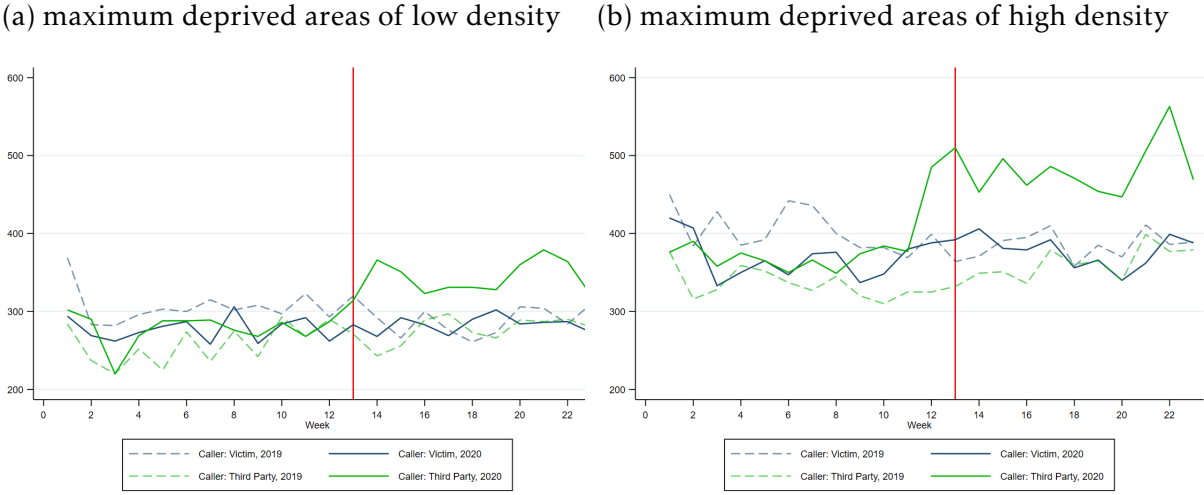 (a) maximum deprived areas of low density
(b) maximum deprived areas of high density
600
500
400
300
200
0 2 4 6 8 10 12 14 16 18 20 22
Week
Caller: Victim, 2019 Caller: Victim, 2020
Caller: Third Party, 2019 Caller: Third Party, 2020
600
500
400
300
200
0 2 4 6 8 10 12 14 16 18 20 22
Week
Caller: Victim, 2019 Caller: Victim, 2020
Caller: Third Party, 2019 Caller: Third Party, 2020